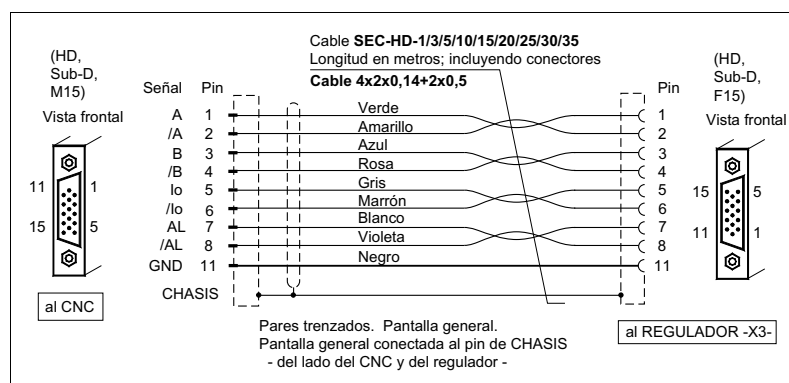 Cable SEC-HD-1/3/5/10/15/20/25/30/35
Longitud en metros; incluyendo conectores
Cable 4x2x0,14+2x0,5
(HD,
Sub-D,
M15)
Vista frontal
11 1
15 5
al CNC
Señal Pin
A 1 Verde 1
/A 2 Amarillo 2
B 3 Azul 3
/B 4 Rosa 4
Io 5 Gris 5
/Io 6 Marrón 6
AL 7 Blanco 7
/AL 8 Violeta 8
GND 11 Negro 11
CHASIS
Pin
(HD,
Sub-D,
F15)
Vista frontal
15 5
11 1
al REGULADOR -X3-
Pares trenzados. Pantalla general.
Pantalla general conectada al pin de CHASIS
- del lado del CNC y del regulador -